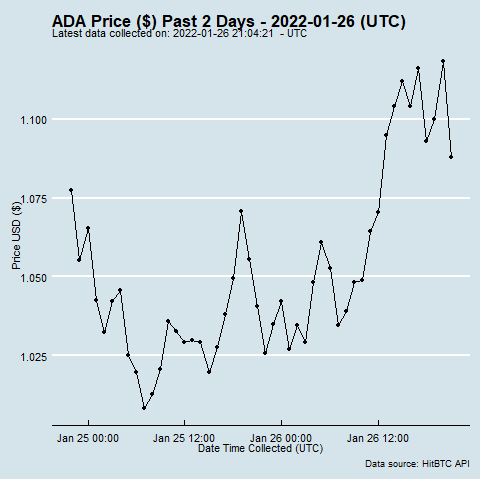 ADA Price ($) Past 2 Days - 2022-01-26 (UTC)
Latest data collected on: 2022-01-26 21:04:21 - UTC
1.100
1.075
1.050
1.025
Price USD ($)
Jan 25 00:00 Jan 25 12:00 Jan 26 00:00 Jan 26 12:00
Date Time Collected (UTC)
Data source: HitBTC API